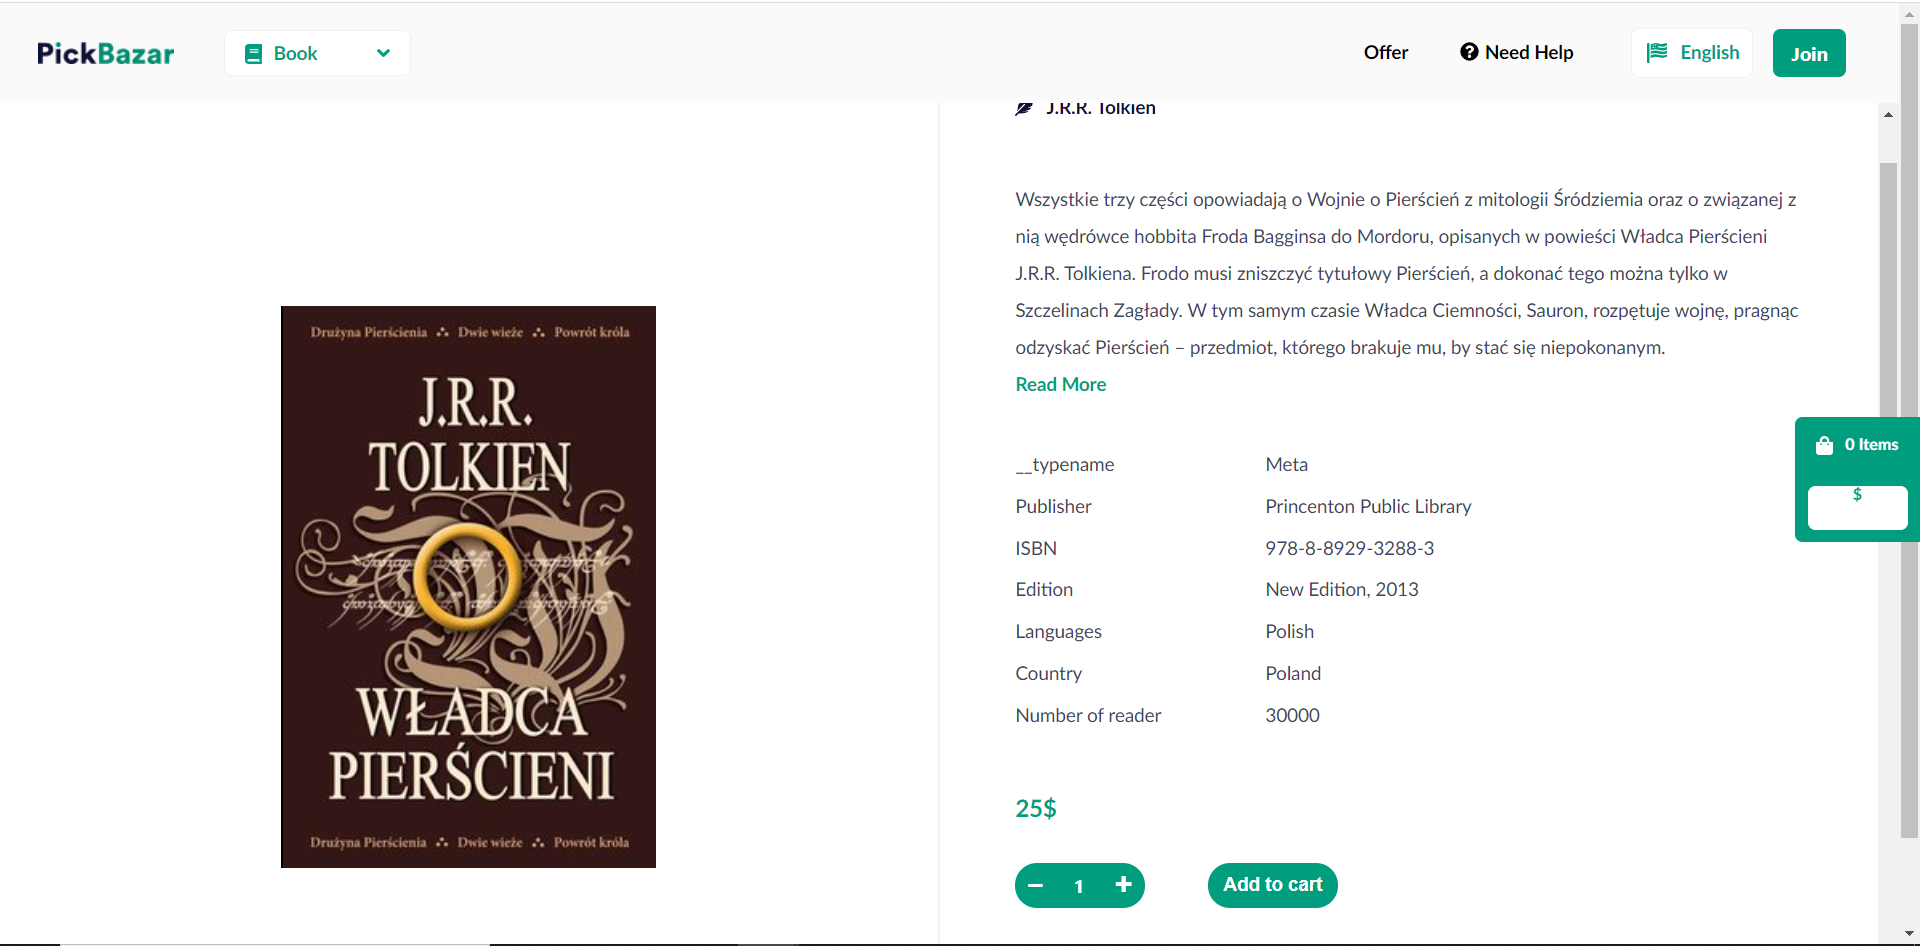 PickBazar
Book
Offer
Need Help
English
Join
J.R.R. Tolkien
Wszystkie trzy części opowiadają o Wojnie o Pierścień z mitologii Śródziemia oraz o związanej z
nią wędrówce hobbita Froda Bagginsa do Mordoru, opisanych w powieści Władca Pierścieni
J.R.R. Tolkiena. Frodo musi zniszczyć tytułowy Pierścień, a dokonać tego można tylko w
Szczelinach Zagłady. W tym samym czasie Władca Ciemności, Sauron, rozpętuje wojnę, pragnąc
odzyskać Pierścień – przedmiot, którego brakuje mu, by stać się niepokonanym.
Read More
Drużyna Pierścienia ∴ Dwie wieże ∴ Powrót króla
J.R.R.
TOLKIEN
WŁADCA
PIERŚCIENI
Drużyna Pierścienia ∴ Dwie wieże ∴ Powrót króla
__typename Meta
Publisher Princeton Public Library
ISBN 978-8-8929-3288-3
Edition New Edition, 2013
Languages Polish
Country Poland
Number of reader 30000
25$
− 1 +
Add to cart
0 Items
$